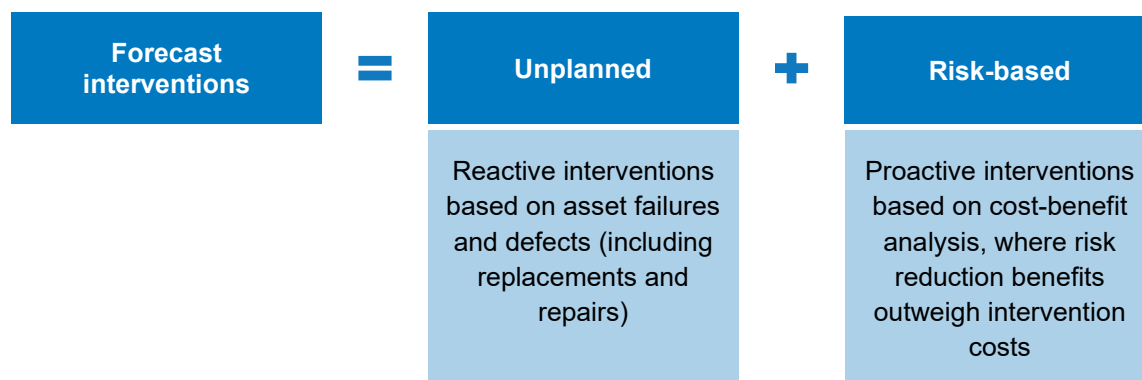 Forecast
interventions
=
Unplanned
+
Risk-based
Reactive interventions
based on asset failures
and defects (including
replacements and
repairs)
Proactive interventions
based on cost-benefit
analysis, where risk
reduction benefits
outweigh intervention
costs